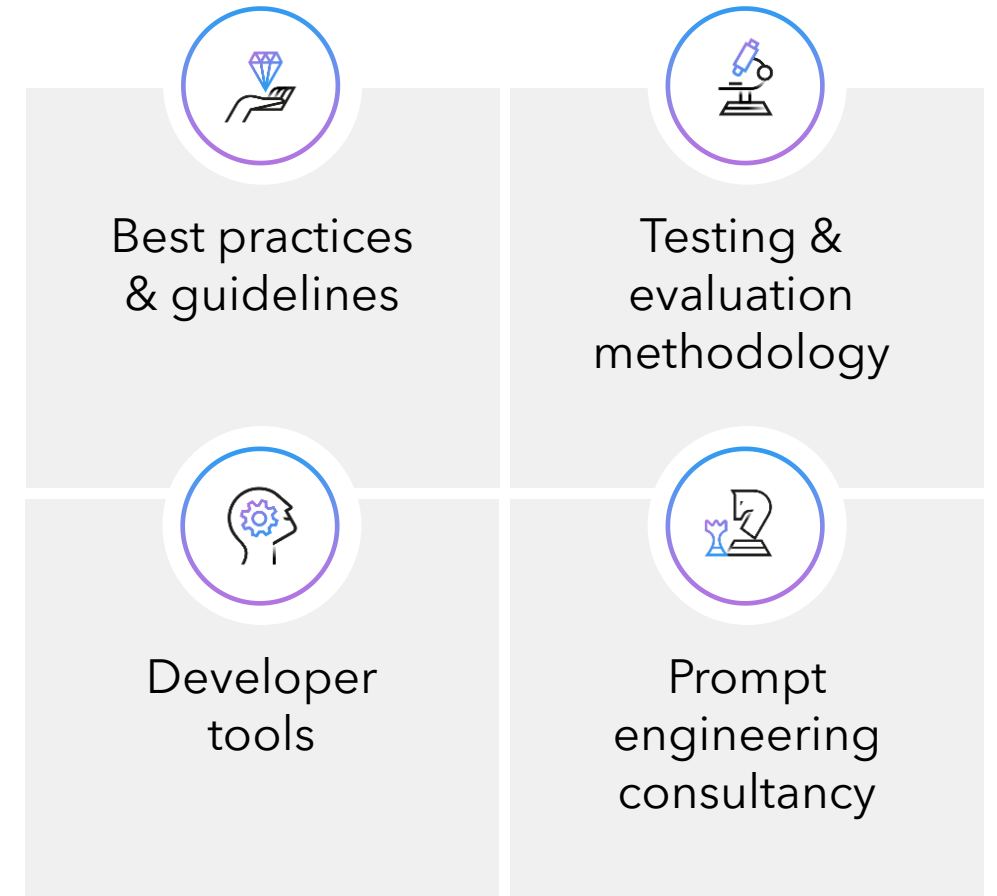 Best practices
& guidelines
Testing &
evaluation
methodology
Developer
tools
Prompt
engineering
consultancy